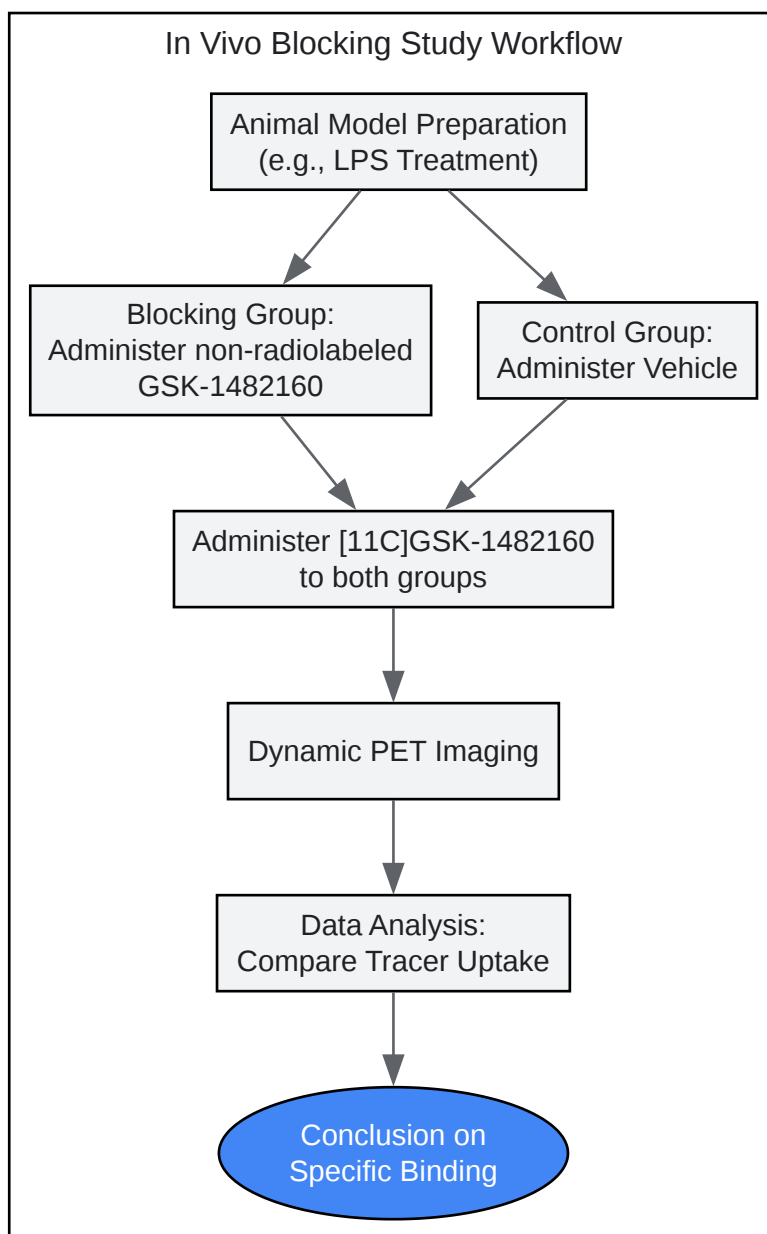 In Vivo Blocking Study Workflow
Animal Model Preparation
(e.g., LPS Treatment)
Blocking Group:
Administer non-radiolabeled
GSK-1482160
Control Group:
Administer Vehicle
Administer [11C]GSK-1482160
to both groups
Dynamic PET Imaging
Data Analysis:
Compare Tracer Uptake
Conclusion on
Specific Binding